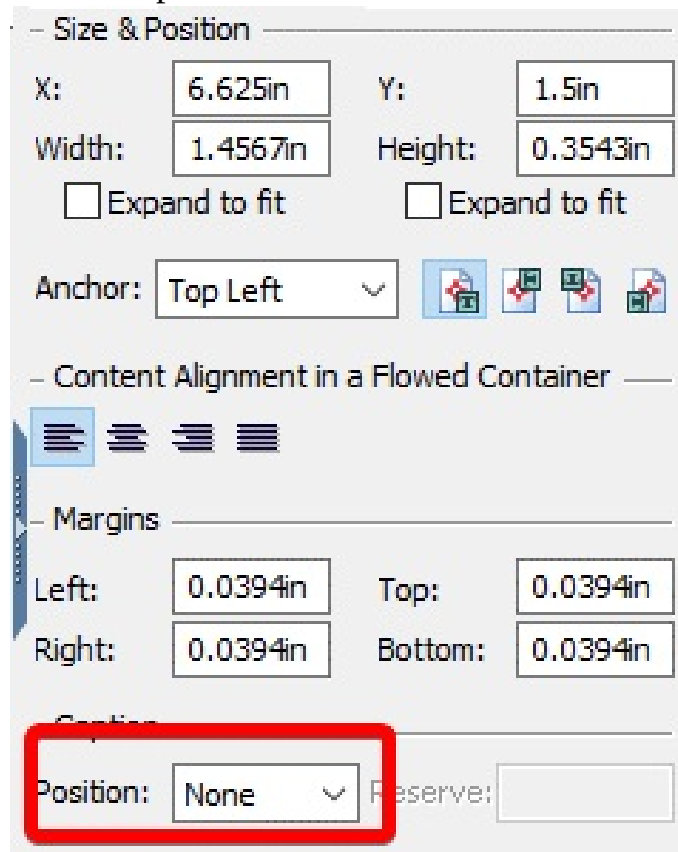 Size & Position
X: 6.625in Y: 1.5in
Width: 1.4567in Height: 0.3543in
Expand to fit Expand to fit
Anchor: Top Left
Content Alignment in a Flowed Container
Margins
Left: 0.0394in Top: 0.0394in
Right: 0.0394in Bottom: 0.0394in
Caption
Position: None Reserve: